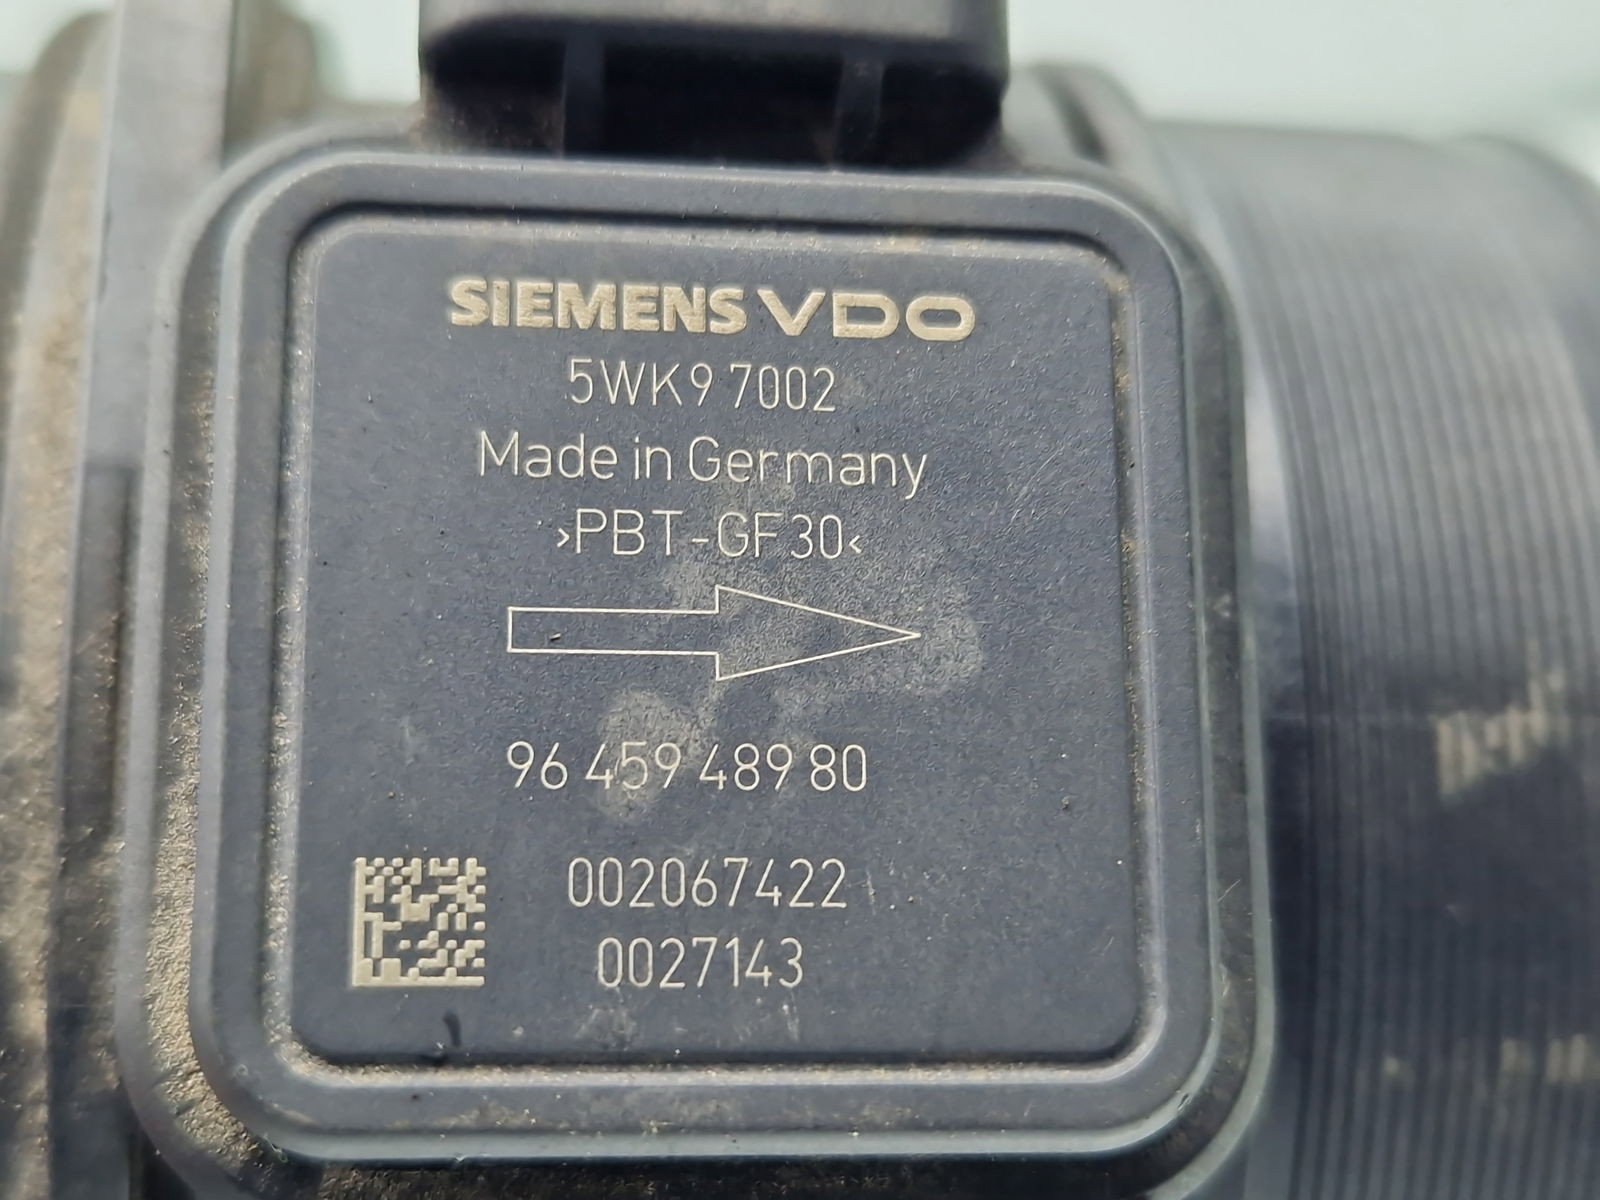 SIEMENS VDO
5WK9 7002
Made in Germany
>PBT-GF30<
96 459 489 80
002067422
0027143